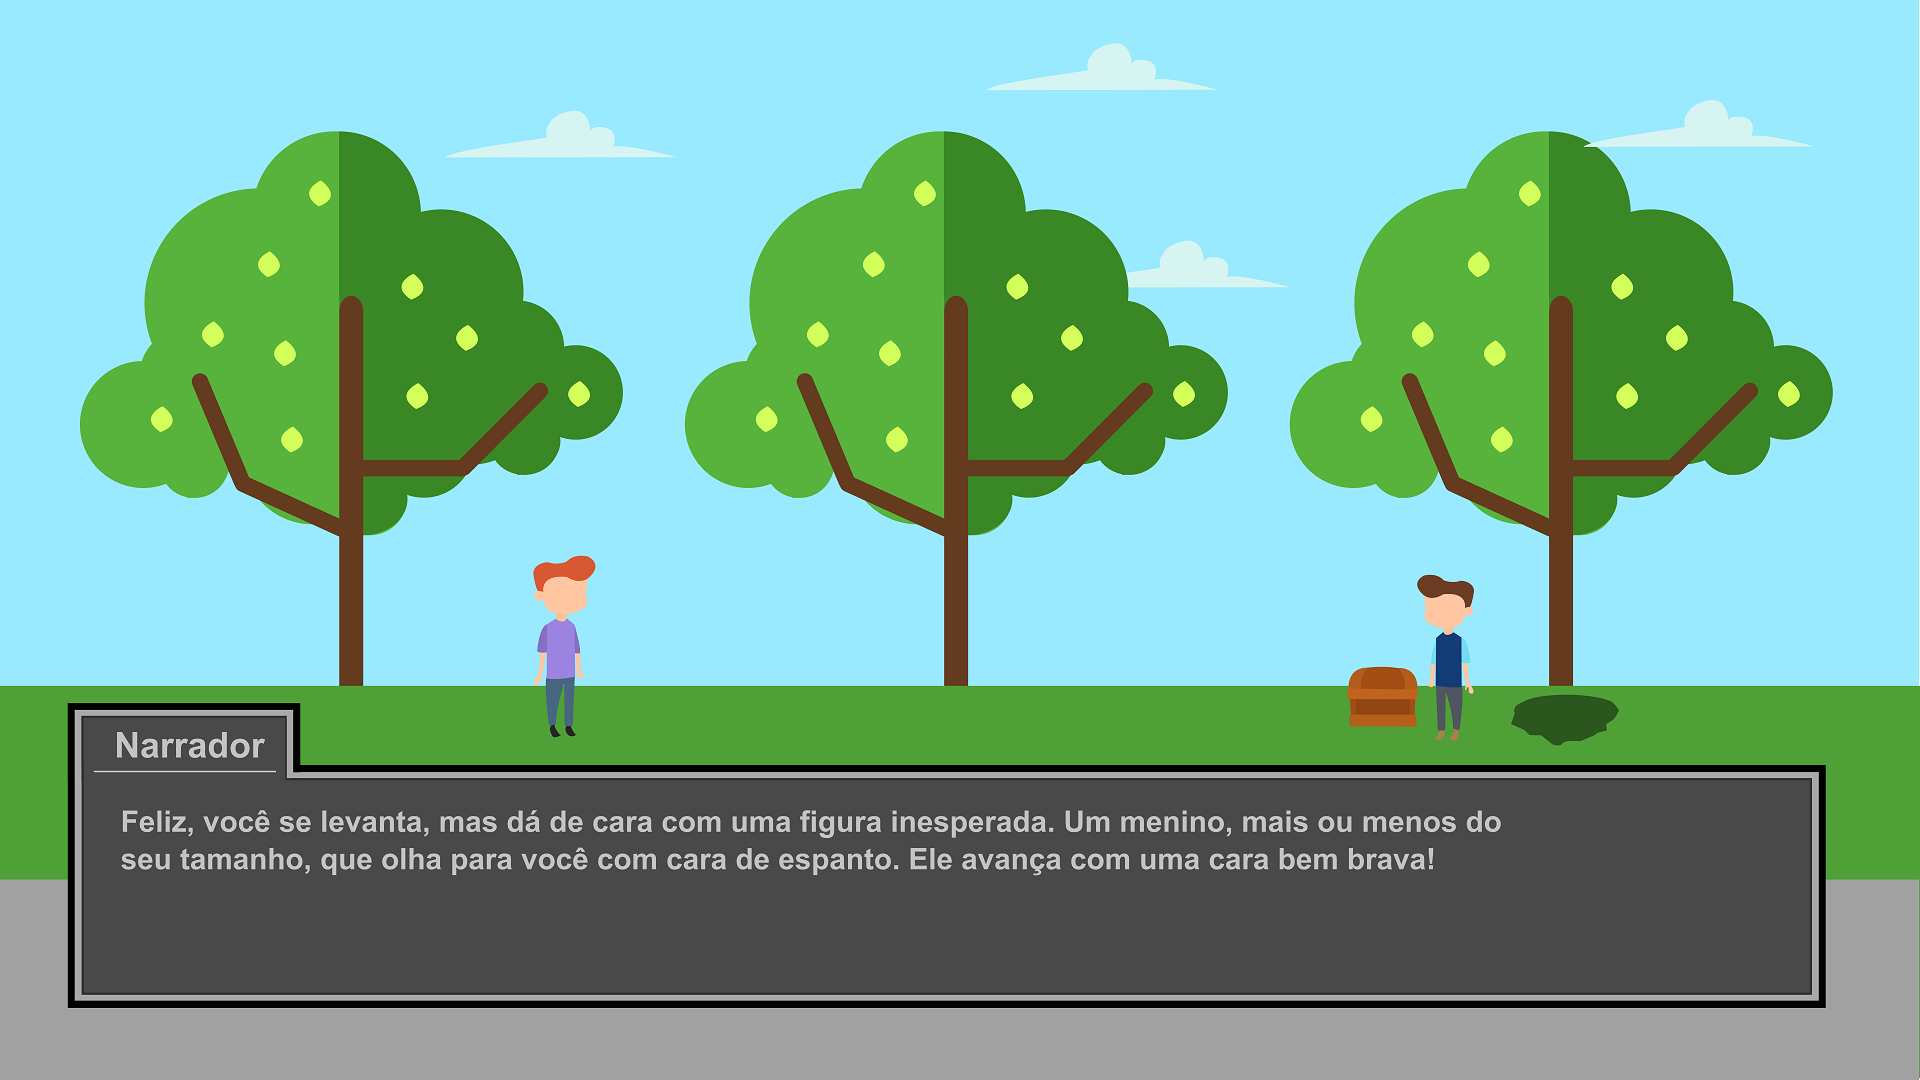 Narrador
Feliz, você se levanta, mas dá de cara com uma figura inesperada. Um menino, mais ou menos do
seu tamanho, que olha para você com cara de espanto. Ele avança com uma cara bem brava!